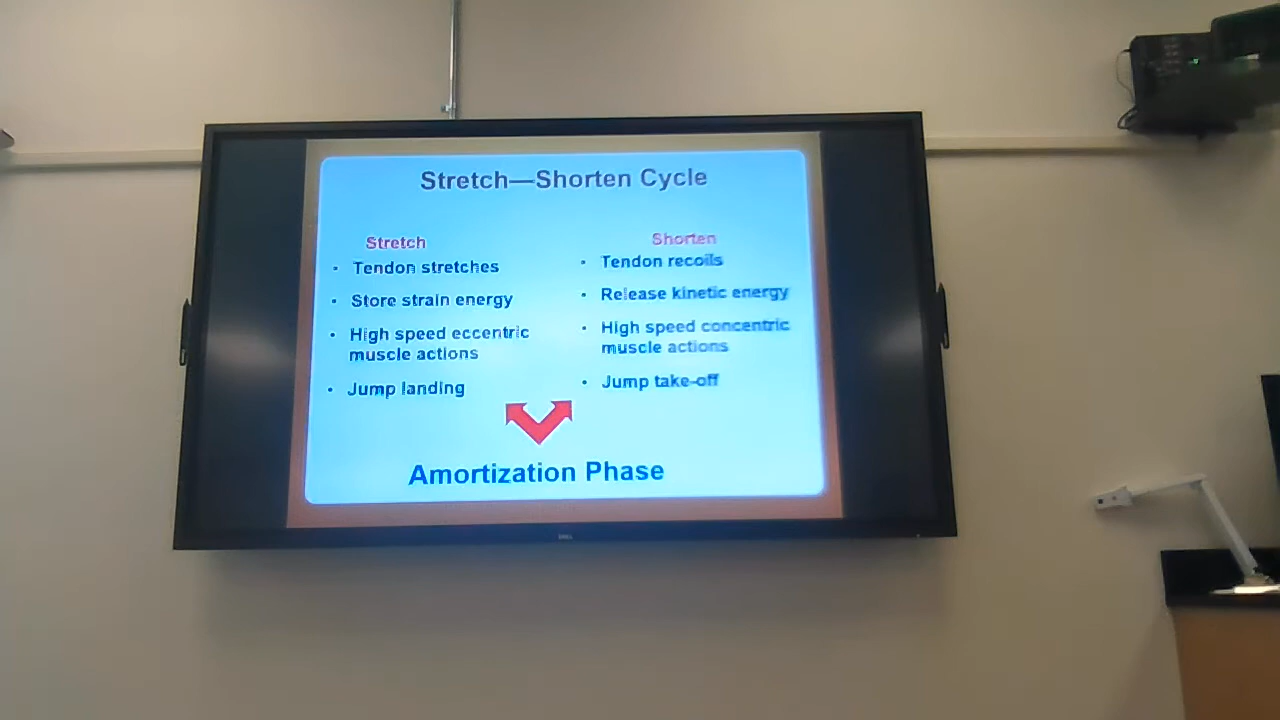 Stretch—Shorten Cycle
Stretch
• Tendon stretches
• Store strain energy
• High speed eccentric
muscle actions
• Jump landing
Shorten
• Tendon recoils
• Release kinetic energy
• High speed concentric
muscle actions
• Jump take-off
Amortization Phase
DELL